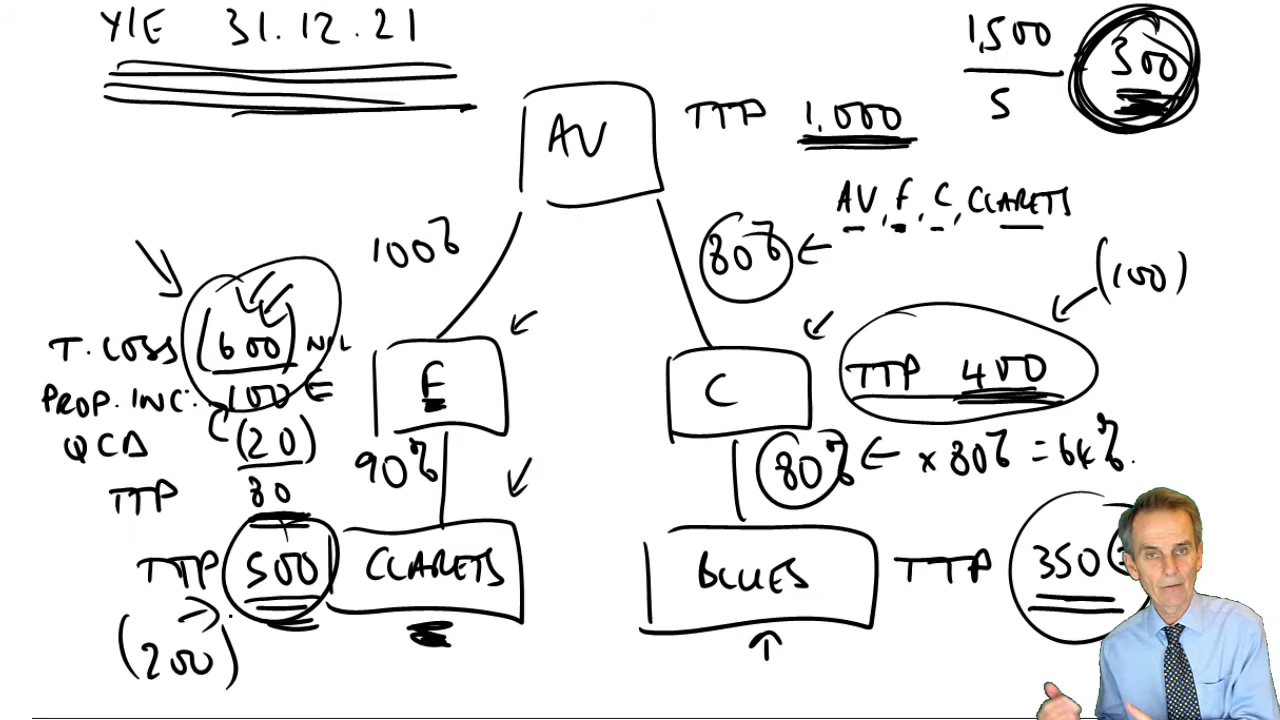 Y/E 31.12.21
1,500
5
300
AV
TTP 1,000
AV, F, C, CLARETS
100%
80% ←
(100)
T. LOSS (600) NIL
PROP. INC. 100 ←
QCD (20)
TTP 80
F
C
TTP 400
90%
80% ← × 80% = 64%.
TTP 500
CLARETS
BLUES
TTP 350
(200)